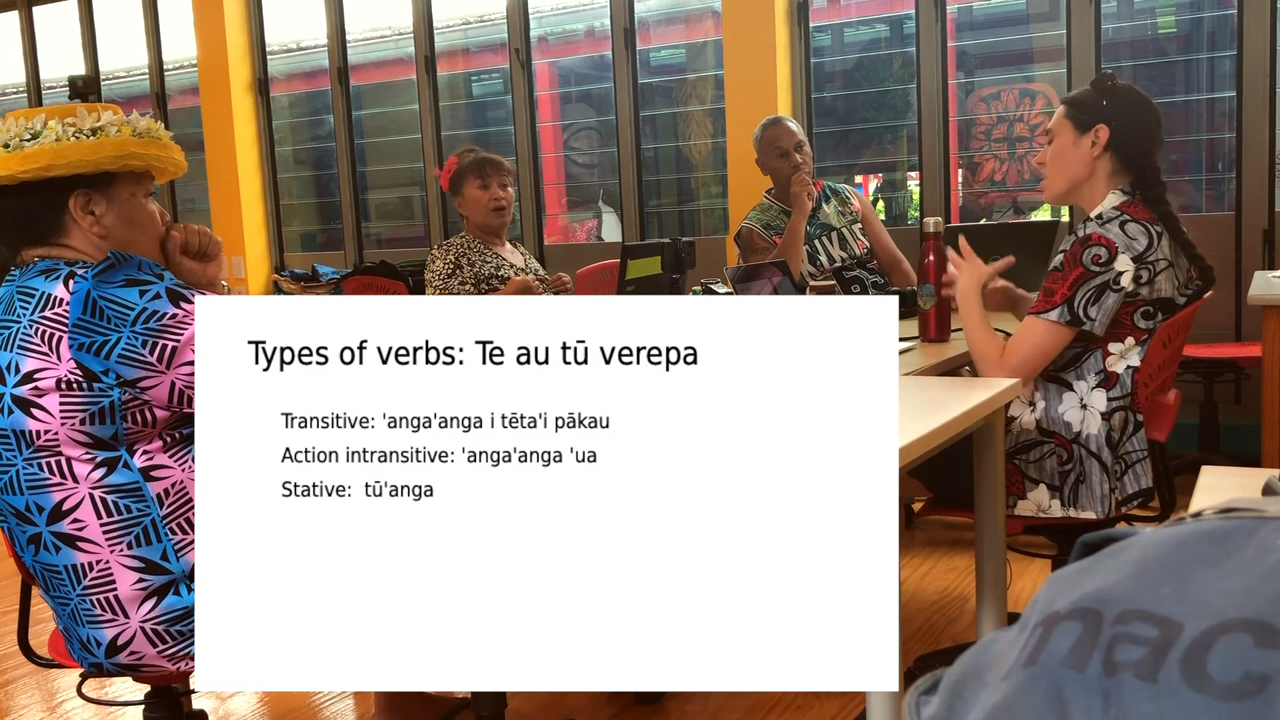 Types of verbs: Te au tū verepa
Transitive: 'anga'anga i tēta'i pākau
Action intransitive: 'anga'anga 'ua
Stative:  tū'anga
mac